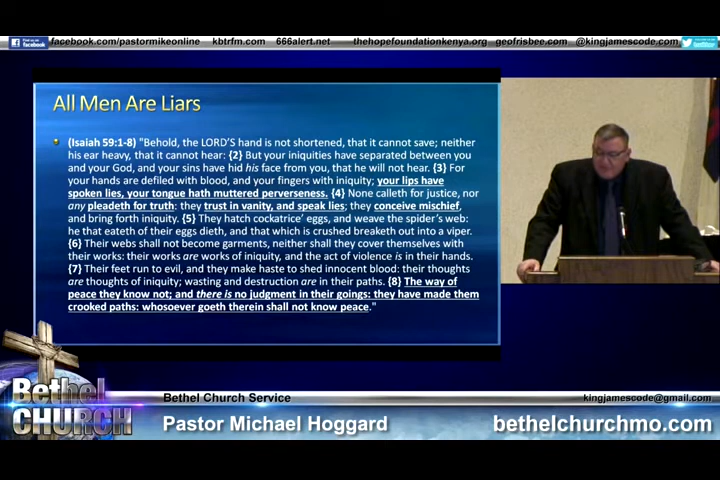 Find us on facebook facebook.com/pastormikeonline kbtrfm.com 666alert.net thehopefoundationkenya.org geofrisbee.com @kingjamescode.com twitter
All Men Are Liars
(Isaiah 59:1-8) "Behold, the LORD'S hand is not shortened, that it cannot save; neither
his ear heavy, that it cannot hear: {2} But your iniquities have separated between you
and your God, and your sins have hid his face from you, that he will not hear. {3} For
your hands are defiled with blood, and your fingers with iniquity; your lips have
spoken lies, your tongue hath muttered perverseness. {4} None calleth for justice, nor
any pleadeth for truth: they trust in vanity, and speak lies; they conceive mischief,
and bring forth iniquity. {5} They hatch cockatrice' eggs, and weave the spider's web:
he that eateth of their eggs dieth, and that which is crushed breaketh out into a viper.
{6} Their webs shall not become garments, neither shall they cover themselves with
their works: their works are works of iniquity, and the act of violence is in their hands.
{7} Their feet run to evil, and they make haste to shed innocent blood: their thoughts
are thoughts of iniquity; wasting and destruction are in their paths. {8} The way of
peace they know not; and there is no judgment in their goings: they have made them
crooked paths: whosoever goeth therein shall not know peace."
Bethel
CHURCH
Bethel Church Service kingjamescode@gmail.com
Pastor Michael Hoggard bethelchurchmo.com